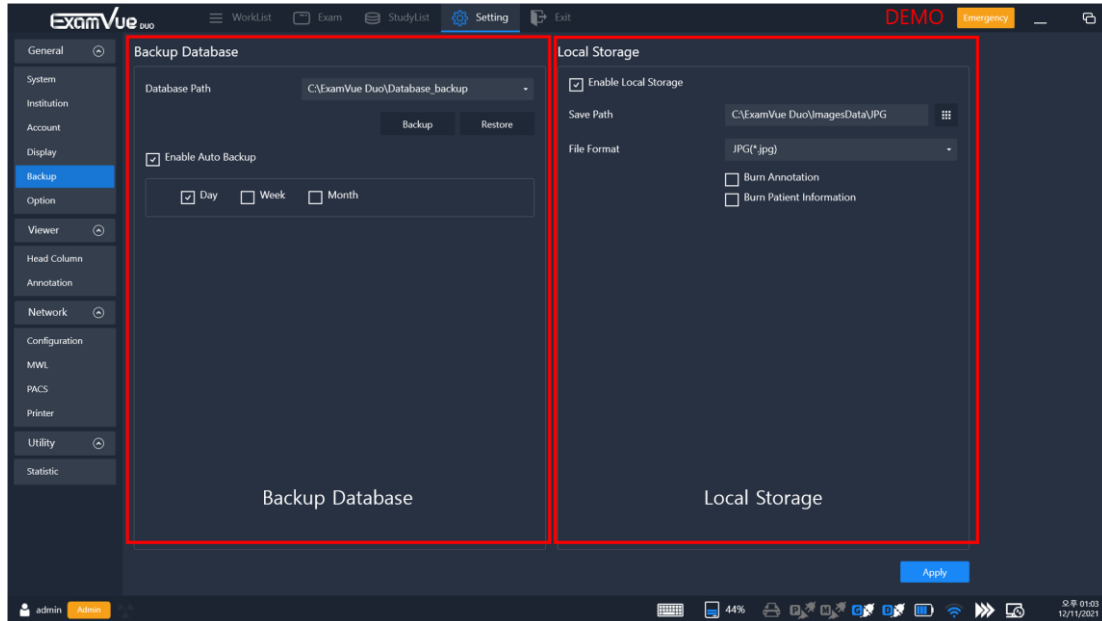 ExamVue DUO
WorkList Exam StudyList Setting Exit
DEMO Emergency
General
System
Institution
Account
Display
Backup
Option
Viewer
Head Column
Annotation
Network
Configuration
MWL
PACS
Printer
Utility
Statistic
Backup Database
Database Path C:\ExamVue Duo\Database_backup
Backup Restore
Enable Auto Backup
Day Week Month
Backup Database
Local Storage
Enable Local Storage
Save Path C:\ExamVue Duo\ImagesData\JPG
File Format JPG(*.jpg)
Burn Annotation
Burn Patient Information
Local Storage
Apply
admin Admin
44% P M G D
오후 01:03
12/11/2021